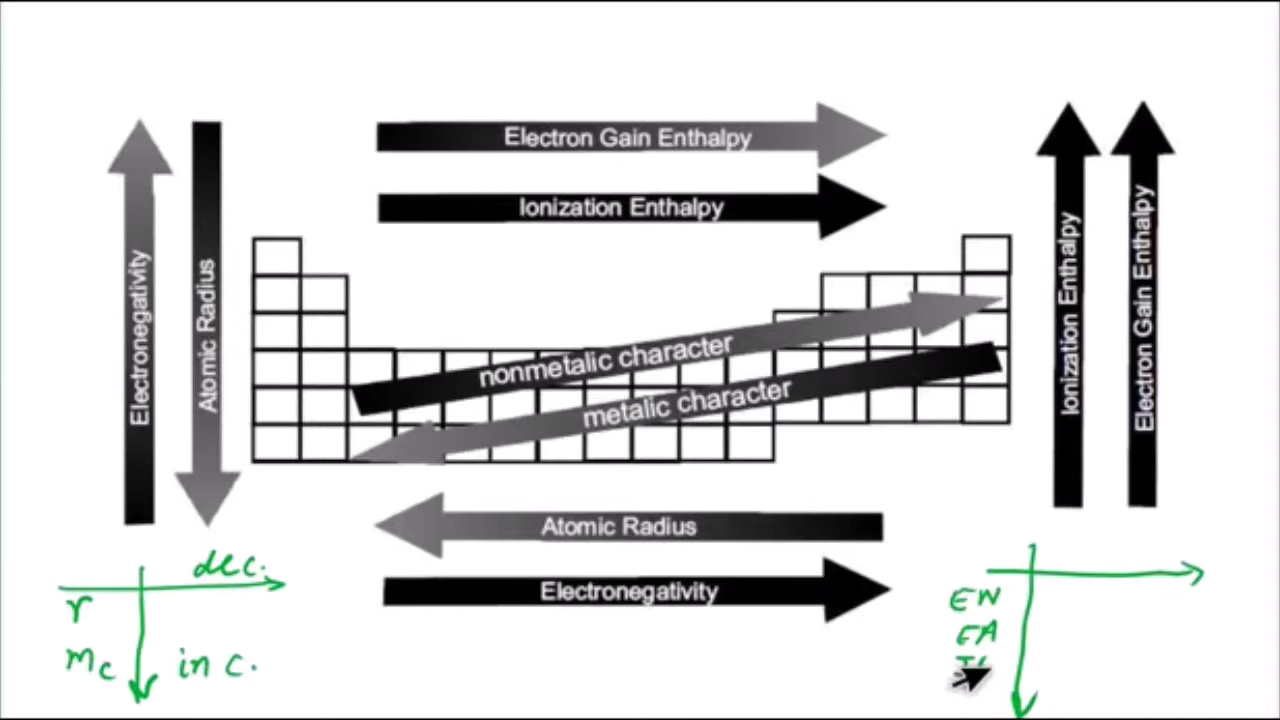 Electron Gain Enthalpy
Ionization Enthalpy
Electronegativity
Atomic Radius
nonmetalic character
metalic character
Ionization Enthalpy
Electron Gain Enthalpy
Atomic Radius
Electronegativity
dec.
r
mc
inc.
EN
EA